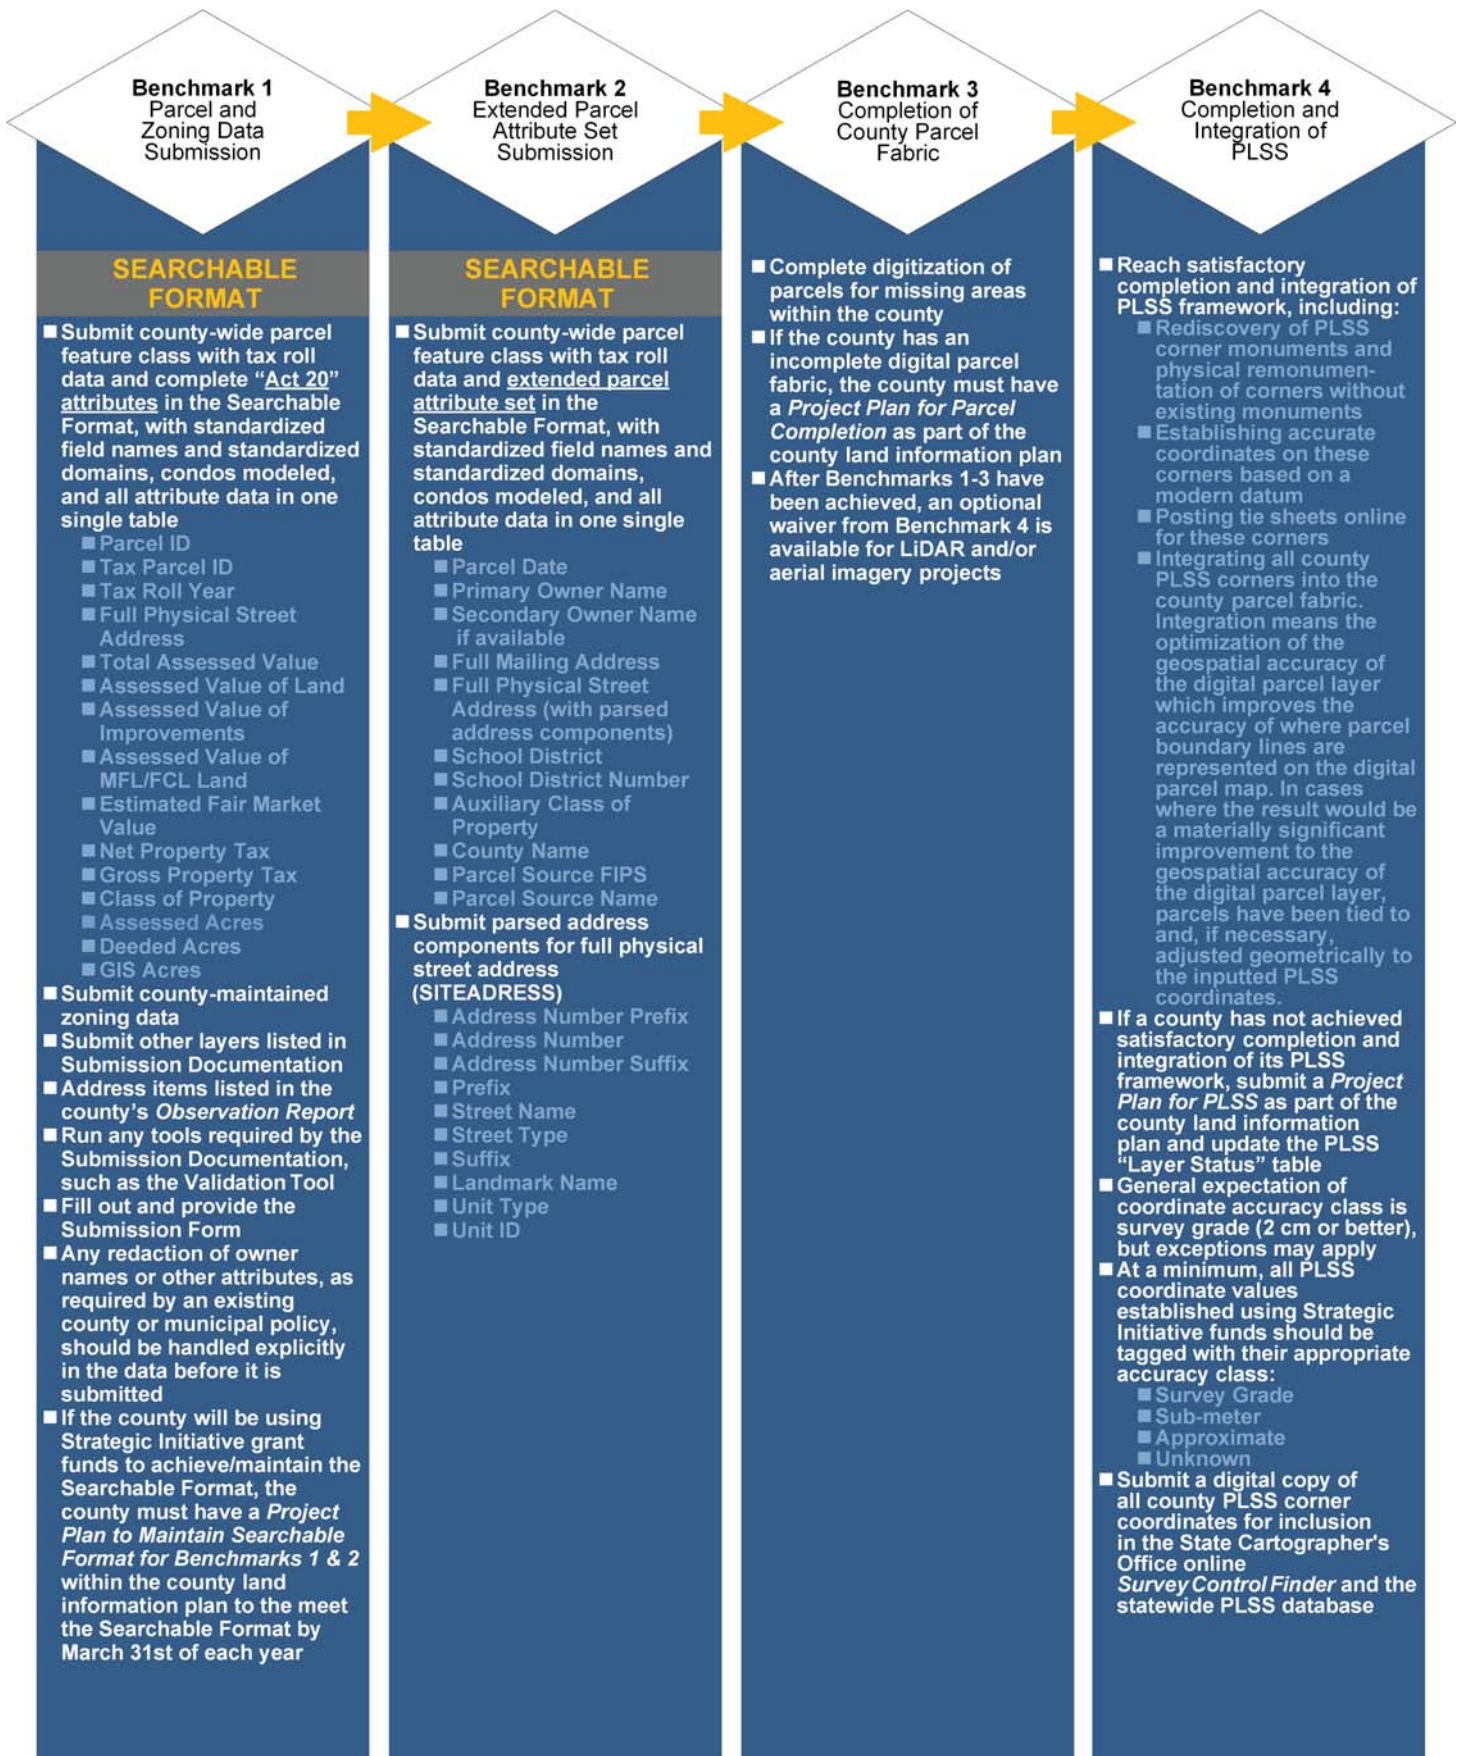 Benchmark 1
Parcel and
Zoning Data
Submission
SEARCHABLE
FORMAT
■ Submit county-wide parcel
feature class with tax roll
data and complete “Act 20”
attributes in the Searchable
Format, with standardized
field names and standardized
domains, condos modeled,
and all attribute data in one
single table
■ Parcel ID
■ Tax Parcel ID
■ Tax Roll Year
■ Full Physical Street
Address
■ Total Assessed Value
■ Assessed Value of Land
■ Assessed Value of
Improvements
■ Assessed Value of
MFL/FCL Land
■ Estimated Fair Market
Value
■ Net Property Tax
■ Gross Property Tax
■ Class of Property
■ Assessed Acres
■ Deeded Acres
■ GIS Acres
■ Submit county-maintained
zoning data
■ Submit other layers listed in
Submission Documentation
■ Address items listed in the
county’s Observation Report
■ Run any tools required by the
Submission Documentation,
such as the Validation Tool
■ Fill out and provide the
Submission Form
■ Any redaction of owner
names or other attributes, as
required by an existing
county or municipal policy,
should be handled explicitly
in the data before it is
submitted
■ If the county will be using
Strategic Initiative grant
funds to achieve/maintain the
Searchable Format, the
county must have a Project
Plan to Maintain Searchable
Format for Benchmarks 1 & 2
within the county land
information plan to the meet
the Searchable Format by
March 31st of each year
Benchmark 2
Extended Parcel
Attribute Set
Submission
SEARCHABLE
FORMAT
■ Submit county-wide parcel
feature class with tax roll
data and extended parcel
attribute set in the
Searchable Format, with
standardized field names and
standardized domains,
condos modeled, and all
attribute data in one single
table
■ Parcel Date
■ Primary Owner Name
■ Secondary Owner Name
if available
■ Full Mailing Address
■ Full Physical Street
Address (with parsed
address components)
■ School District
■ School District Number
■ Auxiliary Class of
Property
■ County Name
■ Parcel Source FIPS
■ Parcel Source Name
■ Submit parsed address
components for full physical
street address
(SITEADRESS)
■ Address Number Prefix
■ Address Number
■ Address Number Suffix
■ Prefix
■ Street Name
■ Street Type
■ Suffix
■ Landmark Name
■ Unit Type
■ Unit ID
Benchmark 3
Completion of
County Parcel
Fabric
■ Complete digitization of
parcels for missing areas
within the county
■ If the county has an
incomplete digital parcel
fabric, the county must have
a Project Plan for Parcel
Completion as part of the
county land information plan
■ After Benchmarks 1-3 have
been achieved, an optional
waiver from Benchmark 4 is
available for LiDAR and/or
aerial imagery projects
Benchmark 4
Completion and
Integration of
PLSS
■ Reach satisfactory
completion and integration of
PLSS framework, including:
■ Rediscovery of PLSS
corner monuments and
physical remonumen-
tation of corners without
existing monuments
■ Establishing accurate
coordinates on these
corners based on a
modern datum
■ Posting tie sheets online
for these corners
■ Integrating all county
PLSS corners into the
county parcel fabric.
Integration means the
optimization of the
geospatial accuracy of
the digital parcel layer
which improves the
accuracy of where parcel
boundary lines are
represented on the digital
parcel map. In cases
where the result would be
a materially significant
improvement to the
geospatial accuracy of
the digital parcel layer,
parcels have been tied to
and, if necessary,
adjusted geometrically to
the inputted PLSS
coordinates.
■ If a county has not achieved
satisfactory completion and
integration of its PLSS
framework, submit a Project
Plan for PLSS as part of the
county land information
plan and update the PLSS
“Layer Status” table
■ General expectation of
coordinate accuracy class is
survey grade (2 cm or better),
but exceptions may apply
■ At a minimum, all PLSS
coordinate values
established using Strategic
Initiative funds should be
tagged with their appropriate
accuracy class:
■ Survey Grade
■ Sub-meter
■ Approximate
■ Unknown
■ Submit a digital copy of
all county PLSS corner
coordinates for inclusion
in the State Cartographer's
Office online
Survey Control Finder and the
statewide PLSS database